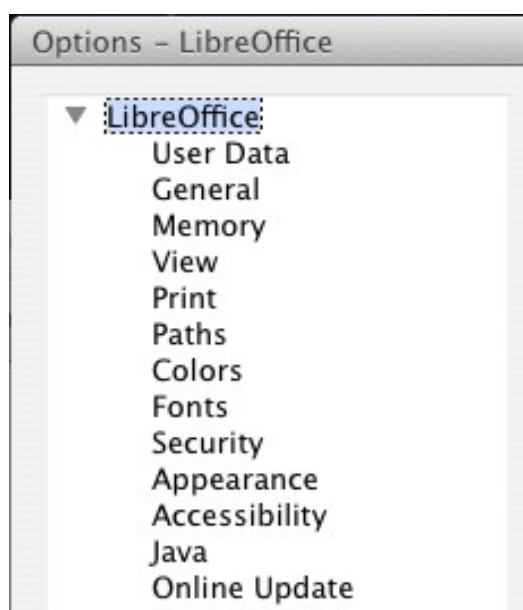 Options – LibreOffice
LibreOffice
User Data
General
Memory
View
Print
Paths
Colors
Fonts
Security
Appearance
Accessibility
Java
Online Update